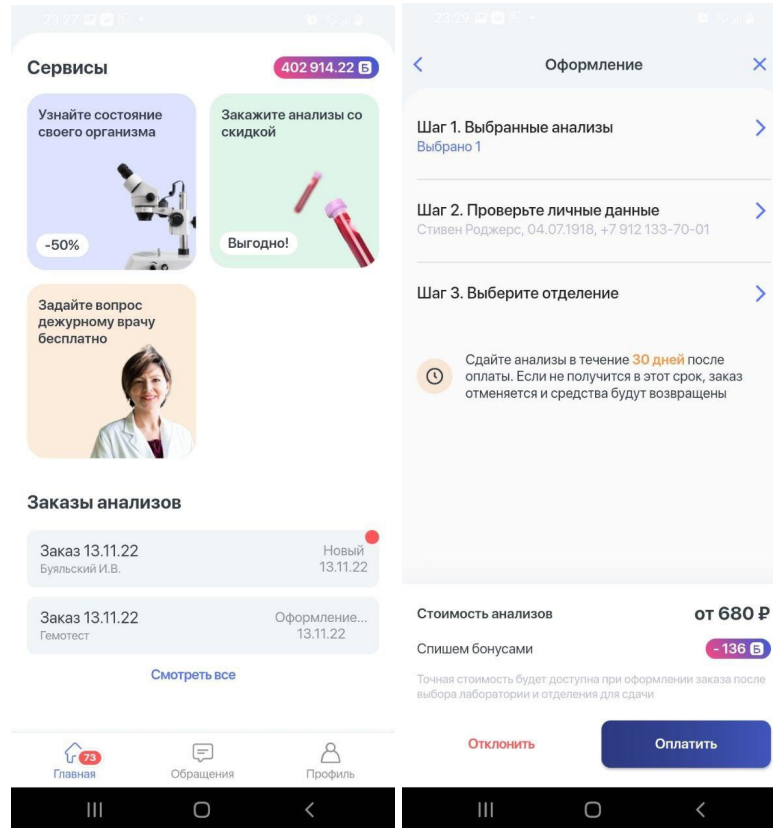 23:27
Сервисы
402 914.22 Б
Узнайте состояние
своего организма
-50%
Закажите анализы со
скидкой
Выгодно!
Задайте вопрос
дежурному врачу
бесплатно
Заказы анализов
Заказ 13.11.22
Новый
Буяльский И.В.
13.11.22
Заказ 13.11.22
Оформление...
Гемотест
13.11.22
Смотреть все
73
Главная
Обращения
Профиль
23:29
Оформление
Шаг 1. Выбранные анализы
Выбрано 1
Шаг 2. Проверьте личные данные
Стивен Роджерс, 04.07.1918, +7 912 133-70-01
Шаг 3. Выберите отделение
Сдайте анализы в течение 30 дней после
оплаты. Если не получится в этот срок, заказ
отменяется и средства будут возвращены
Стоимость анализов
от 680 ₽
Спишем бонусами
- 136 Б
Точная стоимость будет доступна при оформлении заказа после
выбора лаборатории и отделения для сдачи
Отклонить
Оплатить